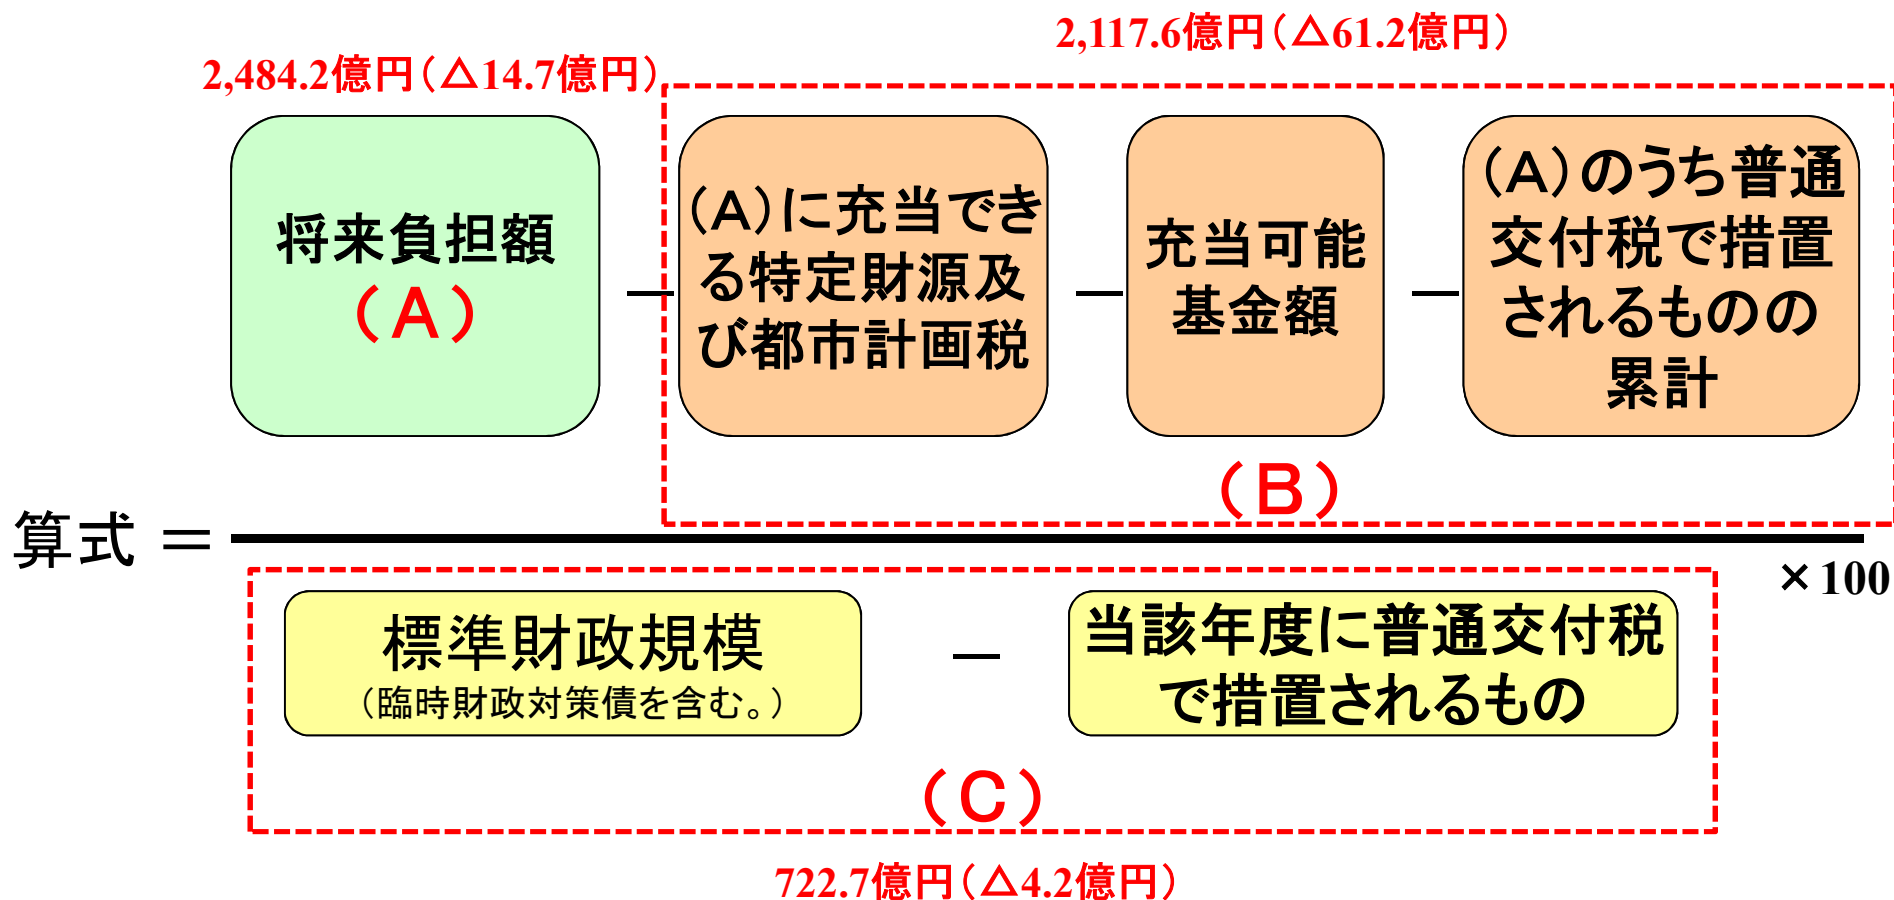 2,117.6億円（△61.2億円）
2,484.2億円（△14.7億円）
将来負担額
（Ａ）
－
（Ａ）に充当でき
る特定財源及
び都市計画税
－
充当可能
基金額
－
（Ａ）のうち普通
交付税で措置
されるものの
累計
（Ｂ）
算式 ＝
×100
標準財政規模
（臨時財政対策債を含む。）
－
当該年度に普通交付税
で措置されるもの
（Ｃ）
722.7億円（△4.2億円）